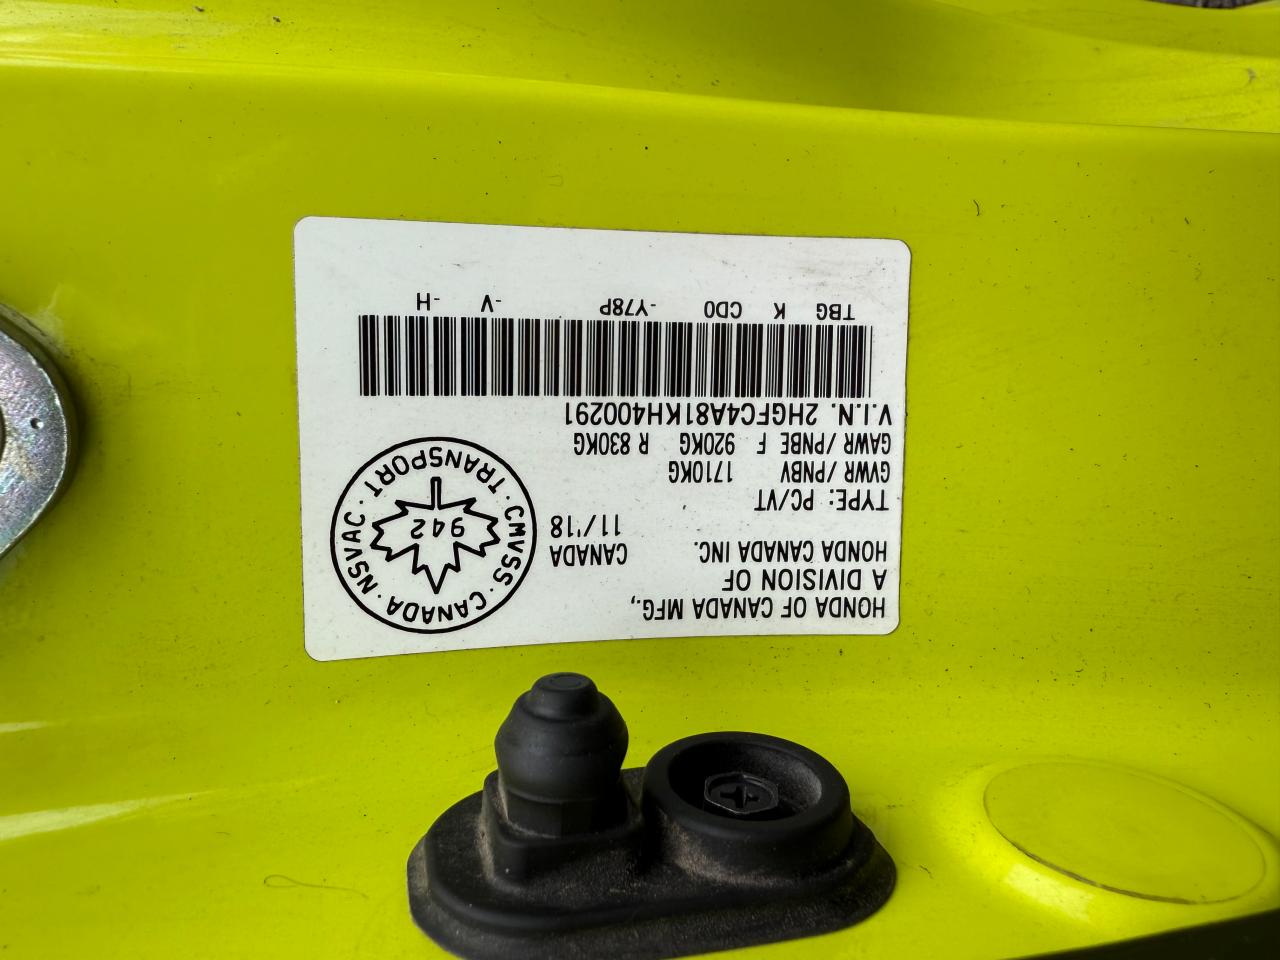 HONDA OF CANADA MFG.,
A DIVISION OF
HONDA CANADA INC.
CANADA
11/'18
TYPE: PC/VT
GVWR / PNBV 1710KG
GAWR / PNBE F 920KG R 830KG
V.I.N. 2HGFC4A81KH400291
TBG K CD0 -Y78P -V -H
CANADA · NSVAC · TRANSPORT · CMVSS ·
942